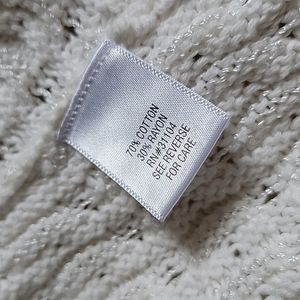 70% COTTON
30% RAYON
RN#31104
SEE REVERSE
FOR CARE